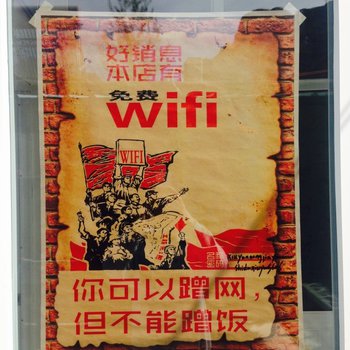 好消息
本店有
免费
wifi
WIFI
你可以蹭网，
但不能蹭饭